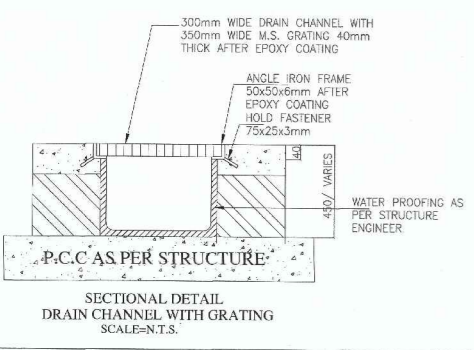 300mm WIDE DRAIN CHANNEL WITH
350mm WIDE M.S. GRATING 40mm
THICK AFTER EPOXY COATING
ANGLE IRON FRAME
50x50x6mm AFTER
EPOXY COATING
HOLD FASTENER
75x25x3mm
40
450/ VARIES
WATER PROOFING AS
PER STRUCTURE
ENGINEER
P.C.C AS PER STRUCTURE
SECTIONAL DETAIL
DRAIN CHANNEL WITH GRATING
SCALE=N.T.S.